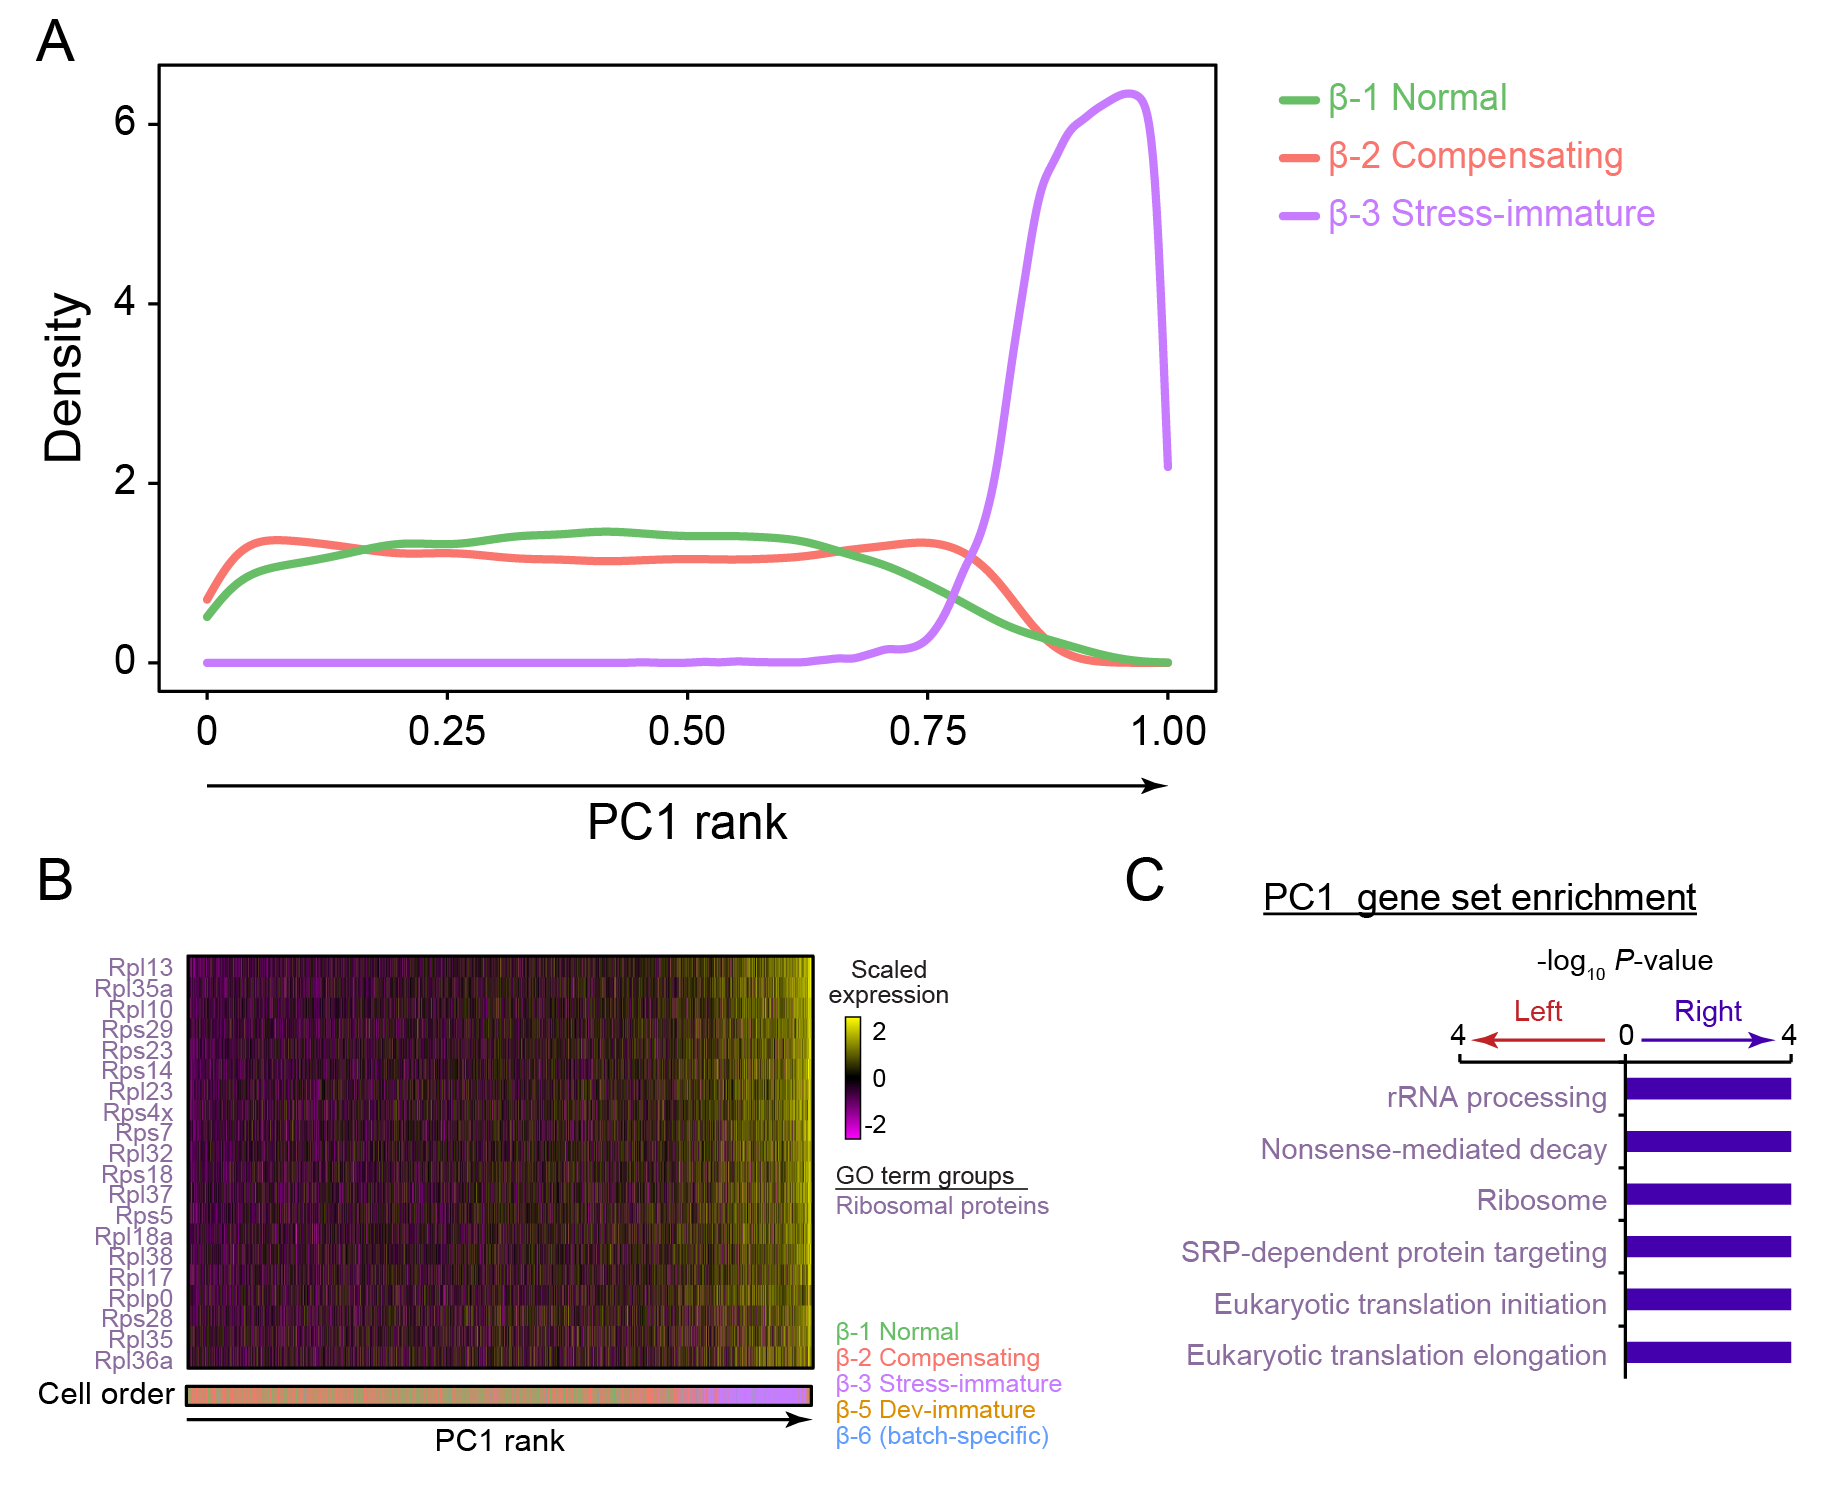 A
6
4
2
0
Density
0 0.25 0.50 0.75 1.00
PC1 rank
β-1 Normal
β-2 Compensating
β-3 Stress-immature
B
Rpl13
Rpl35a
Rpl10
Rps29
Rps23
Rps14
Rpl23
Rps4x
Rps7
Rpl32
Rps18
Rpl37
Rps5
Rpl18a
Rpl38
Rpl17
Rplp0
Rps28
Rpl35
Rpl36a
Cell order
PC1 rank
Scaled
expression
2
0
-2
GO term groups
Ribosomal proteins
β-1 Normal
β-2 Compensating
β-3 Stress-immature
β-5 Dev-immature
β-6 (batch-specific)
C
PC1 gene set enrichment
-log10 P-value
Left Right
4 0 4
rRNA processing
Nonsense-mediated decay
Ribosome
SRP-dependent protein targeting
Eukaryotic translation initiation
Eukaryotic translation elongation